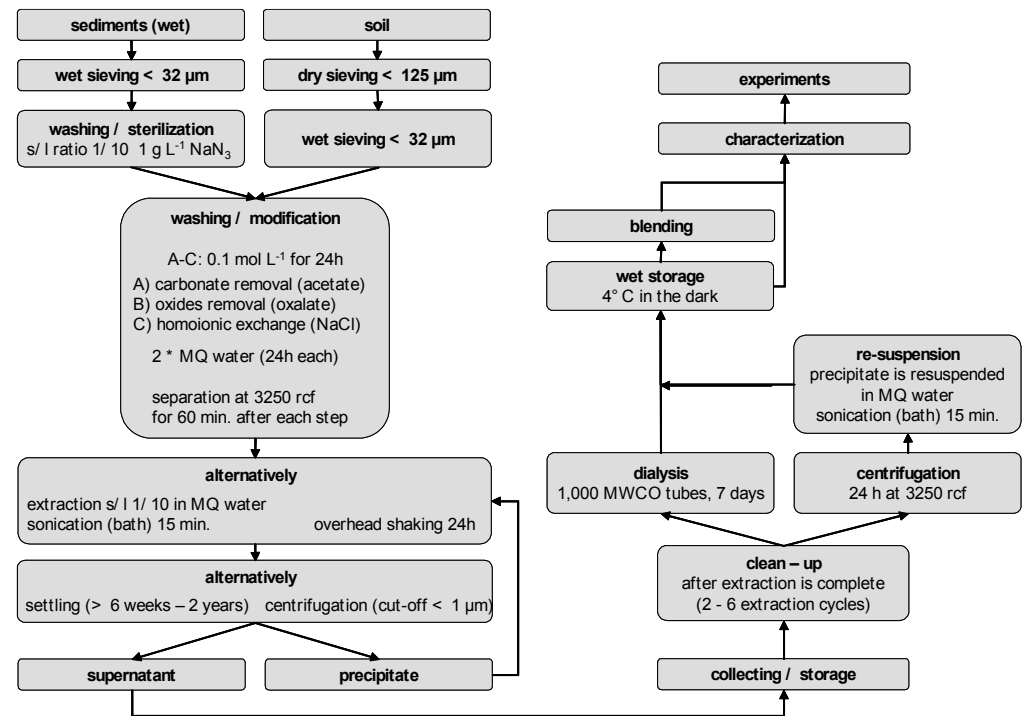 sediments (wet)
soil
wet sieving < 32 µm
dry sieving < 125 µm
washing / sterilization
s/ l ratio 1/ 10 1 g L⁻¹ NaN₃
wet sieving < 32 µm
washing / modification
A-C: 0.1 mol L⁻¹ for 24h
A) carbonate removal (acetate)
B) oxides removal (oxalate)
C) homoionic exchange (NaCl)
2 * MQ water (24h each)
separation at 3250 rcf
for 60 min. after each step
alternatively
extraction s/ l 1/ 10 in MQ water
sonication (bath) 15 min.
overhead shaking 24h
alternatively
settling (> 6 weeks – 2 years)
centrifugation (cut-off < 1 µm)
supernatant
precipitate
experiments
characterization
blending
wet storage
4° C in the dark
re-suspension
precipitate is resuspended
in MQ water
sonication (bath) 15 min.
dialysis
1,000 MWCO tubes, 7 days
centrifugation
24 h at 3250 rcf
clean – up
after extraction is complete
(2 - 6 extraction cycles)
collecting / storage